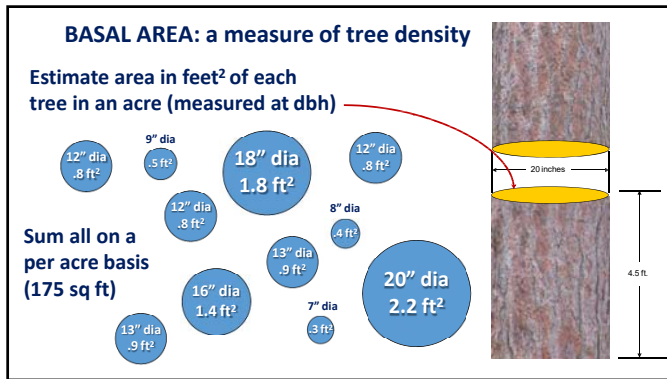 BASAL AREA: a measure of tree density
Estimate area in feet² of each
tree in an acre (measured at dbh)
9” dia
.5 ft²
12” dia
.8 ft²
18” dia
1.8 ft²
12” dia
.8 ft²
20 inches
12” dia
.8 ft²
8” dia
.4 ft²
Sum all on a
per acre basis
(175 sq ft)
13” dia
.9 ft²
16” dia
1.4 ft²
20” dia
2.2 ft²
7” dia
.3 ft²
13” dia
.9 ft²
4.5 ft.